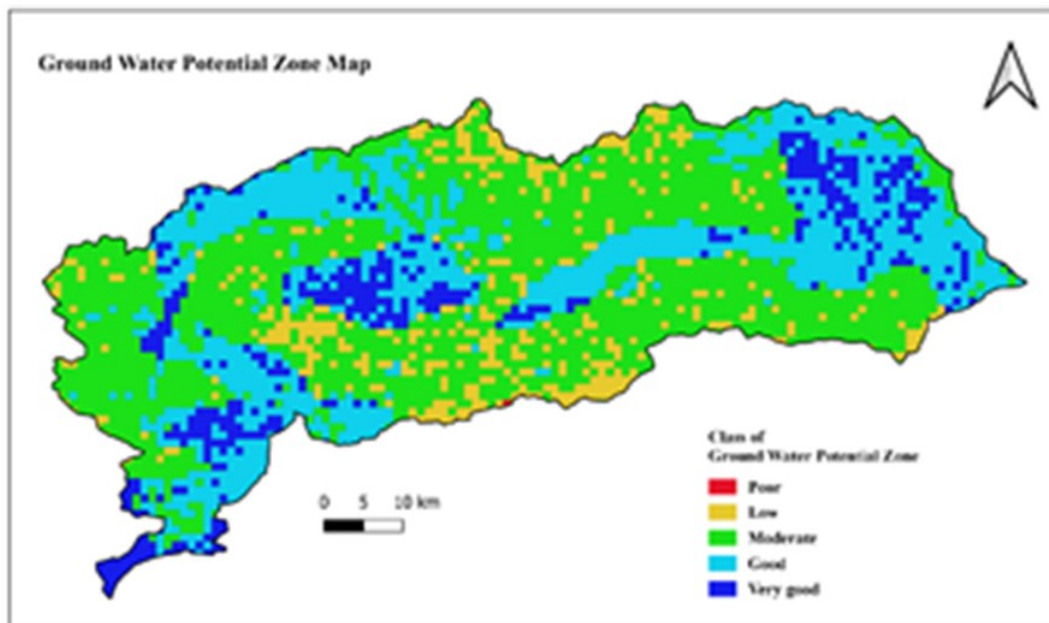 Ground Water Potential Zone Map
0 5 10 km
Class of
Ground Water Potential Zone
Poor
Low
Moderate
Good
Very good